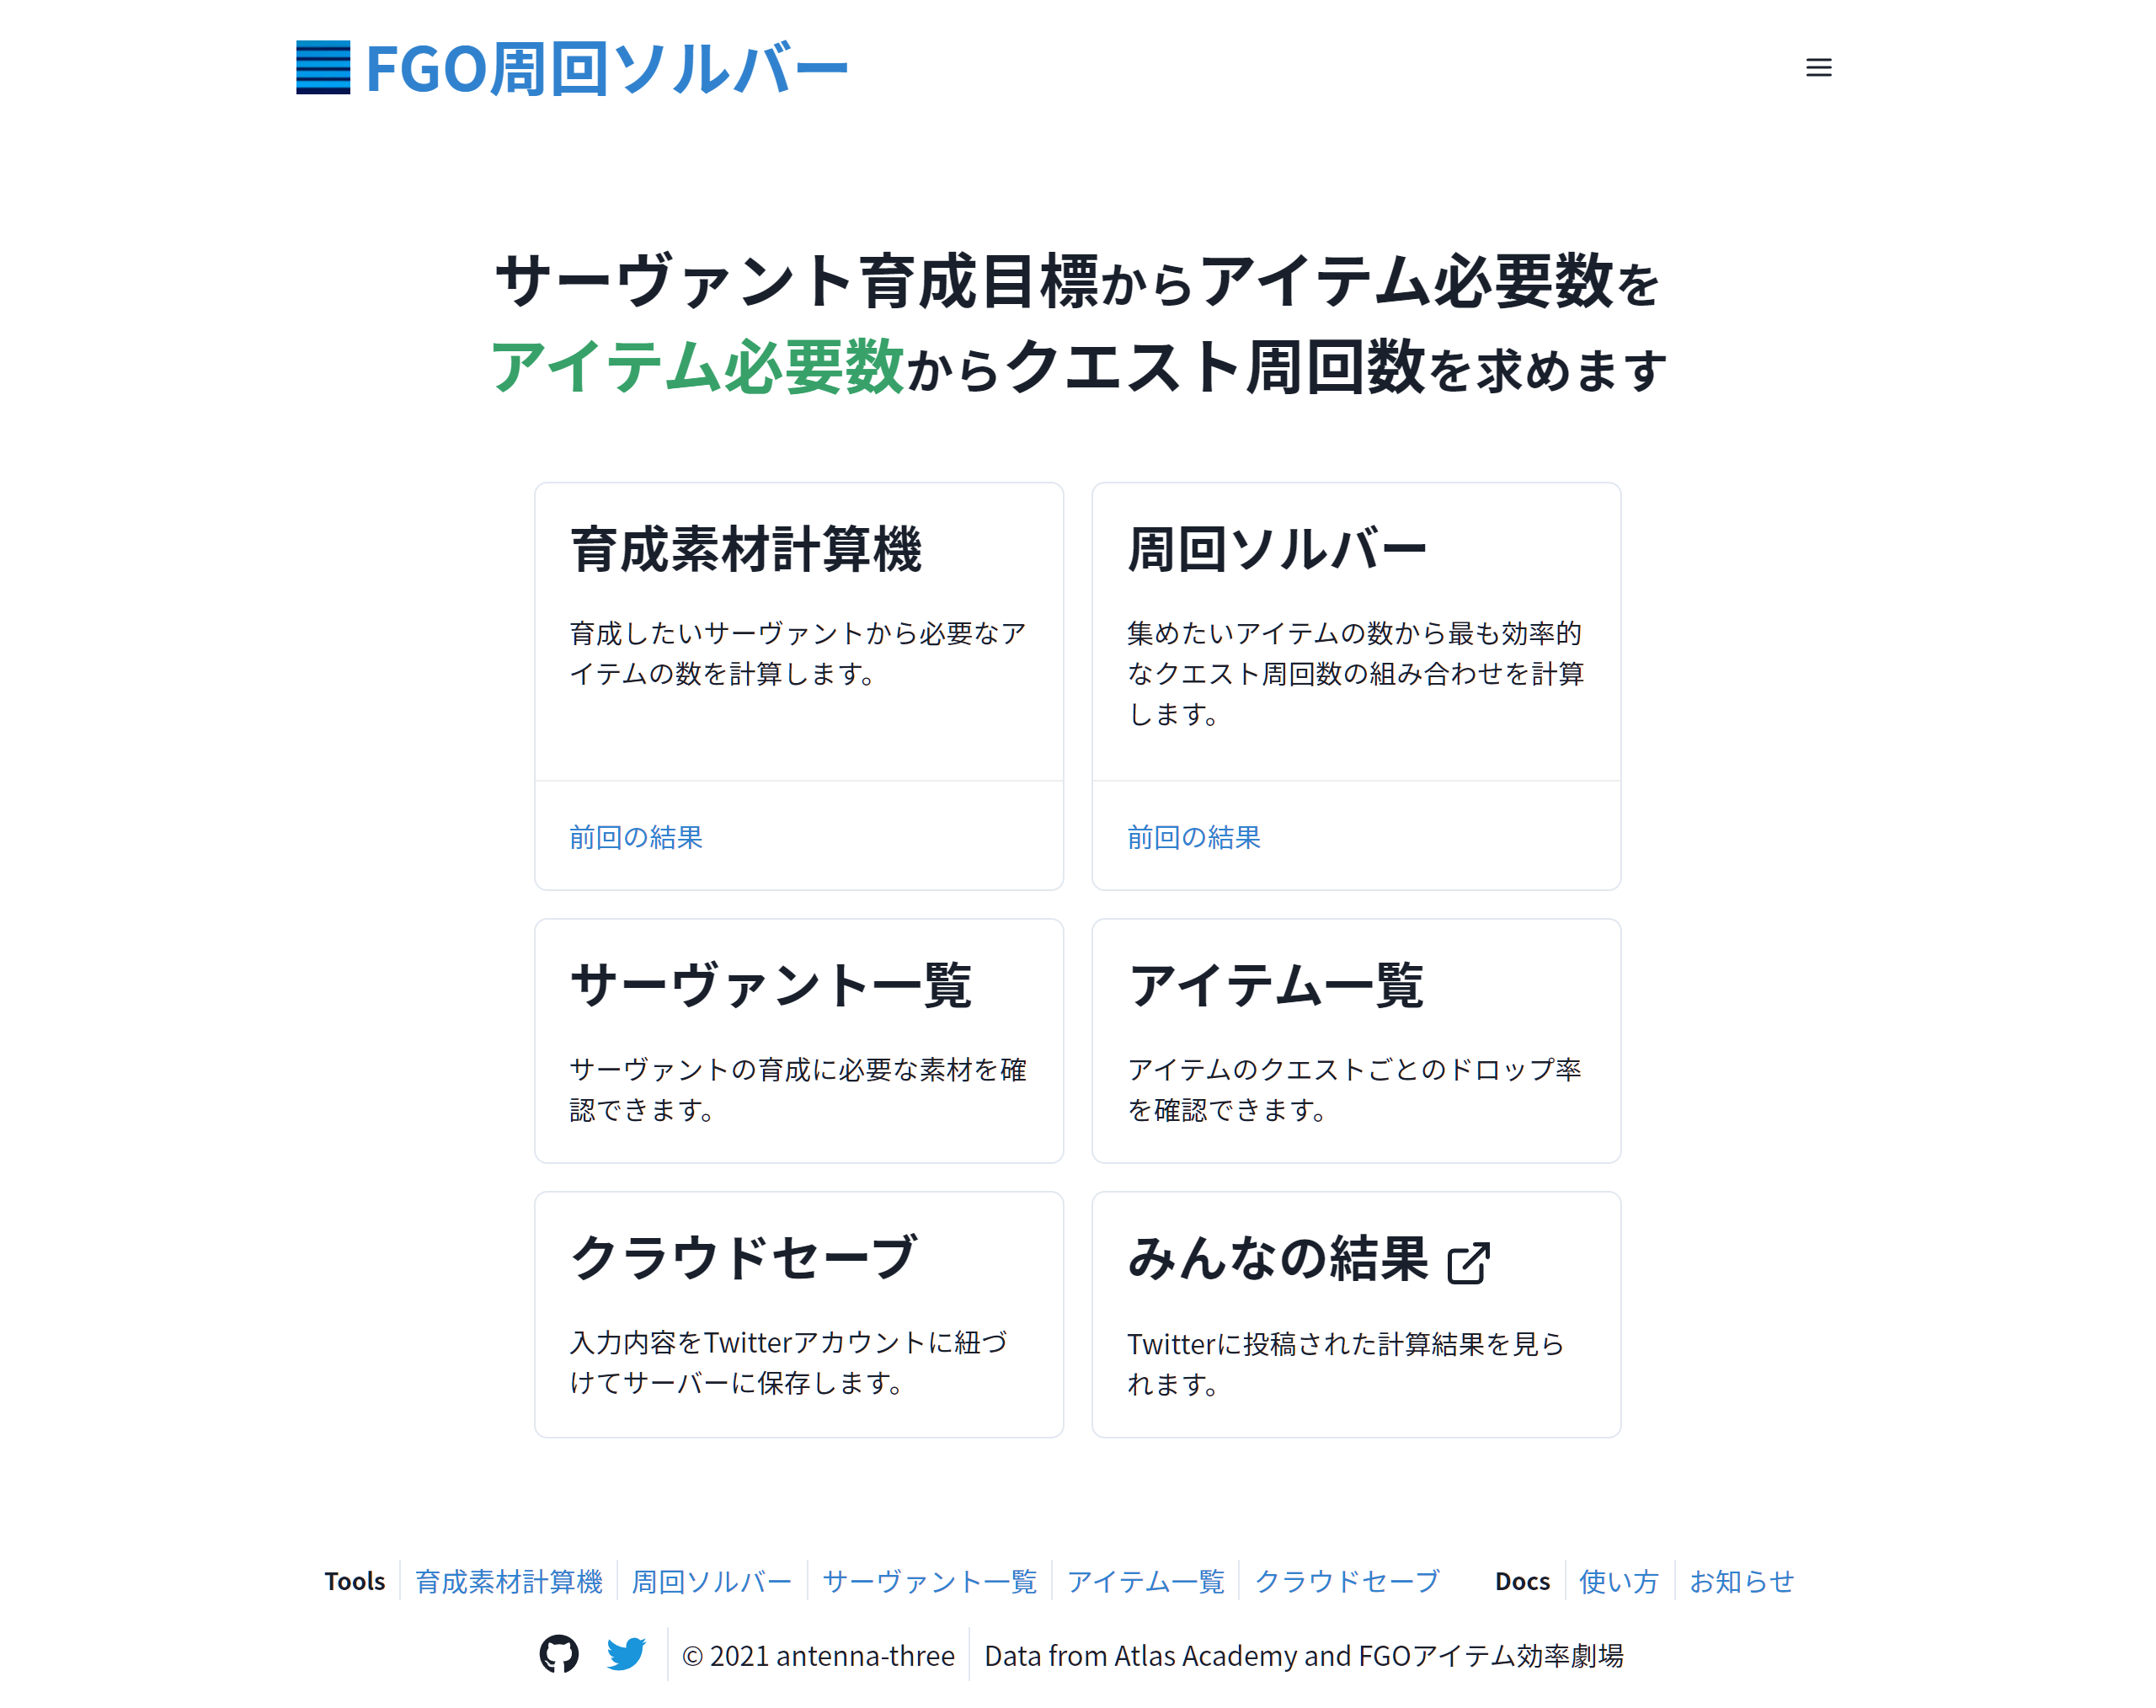 FGO周回ソルバー
サーヴァント育成目標からアイテム必要数を
アイテム必要数からクエスト周回数を求めます
育成素材計算機
育成したいサーヴァントから必要なア
イテムの数を計算します。
前回の結果
周回ソルバー
集めたいアイテムの数から最も効率的
なクエスト周回数の組み合わせを計算
します。
前回の結果
サーヴァント一覧
サーヴァントの育成に必要な素材を確
認できます。
アイテム一覧
アイテムのクエストごとのドロップ率
を確認できます。
クラウドセーブ
入力内容をTwitterアカウントに紐づ
けてサーバーに保存します。
みんなの結果
Twitterに投稿された計算結果を見ら
れます。
Tools 育成素材計算機 周回ソルバー サーヴァント一覧 アイテム一覧 クラウドセーブ Docs 使い方 お知らせ
© 2021 antenna-three Data from Atlas Academy and FGOアイテム効率劇場